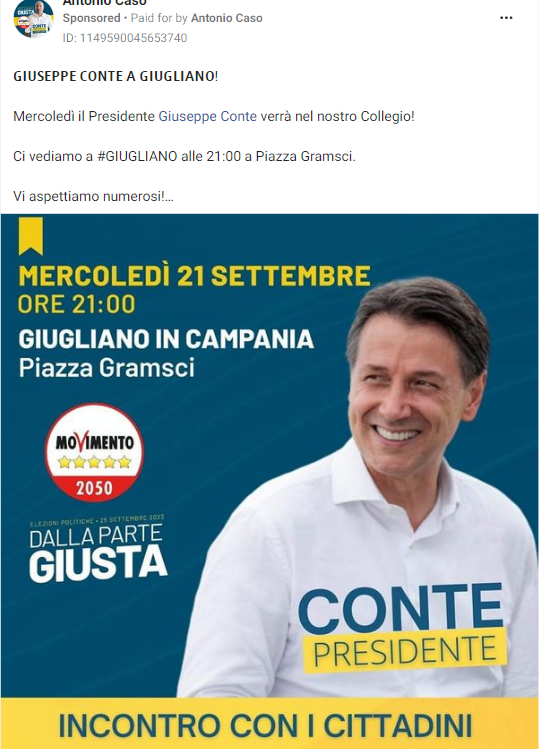 Antonio Caso
Sponsored • Paid for by Antonio Caso
ID: 1149590045653740
GIUSEPPE CONTE A GIUGLIANO!
Mercoledì il Presidente Giuseppe Conte verrà nel nostro Collegio!
Ci vediamo a #GIUGLIANO alle 21:00 a Piazza Gramsci.
Vi aspettiamo numerosi!...
MERCOLEDÌ 21 SETTEMBRE
ORE 21:00
GIUGLIANO IN CAMPANIA
Piazza Gramsci
MOVIMENTO
2050
ELEZIONI POLITICHE • 25 SETTEMBRE 2022
DALLA PARTE
GIUSTA
CONTE
PRESIDENTE
INCONTRO CON I CITTADINI